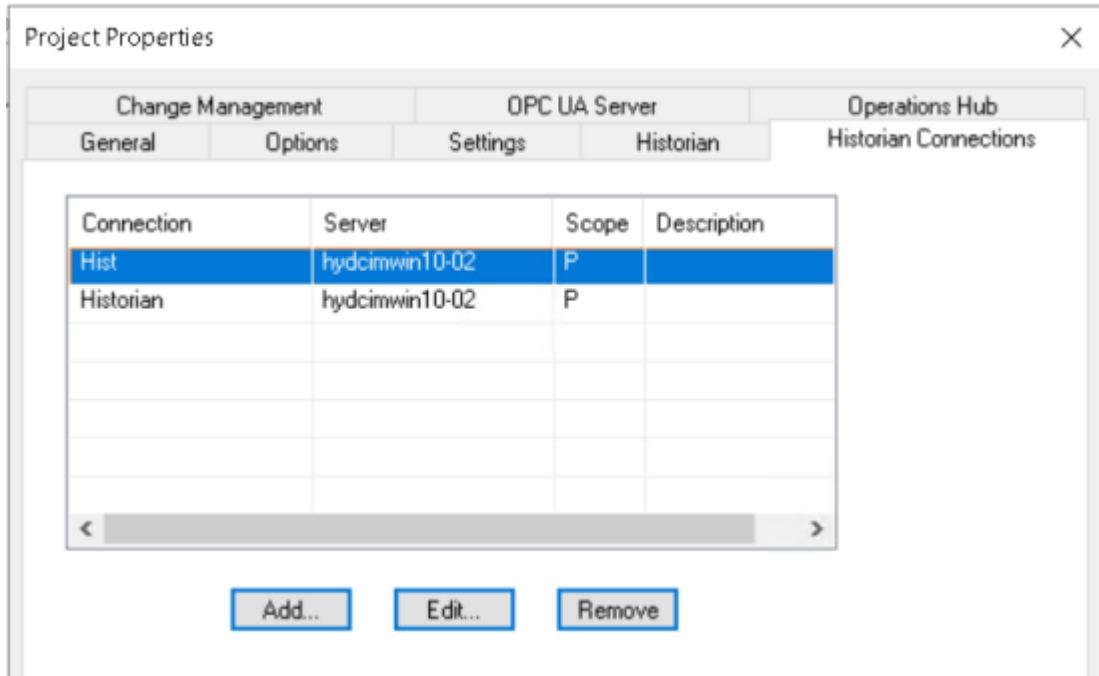 Project Properties
Change Management OPC UA Server Operations Hub
General Options Settings Historian Historian Connections
Connection Server Scope Description
Hist hydcimwin10-02 P
Historian hydcimwin10-02 P
Add... Edit... Remove